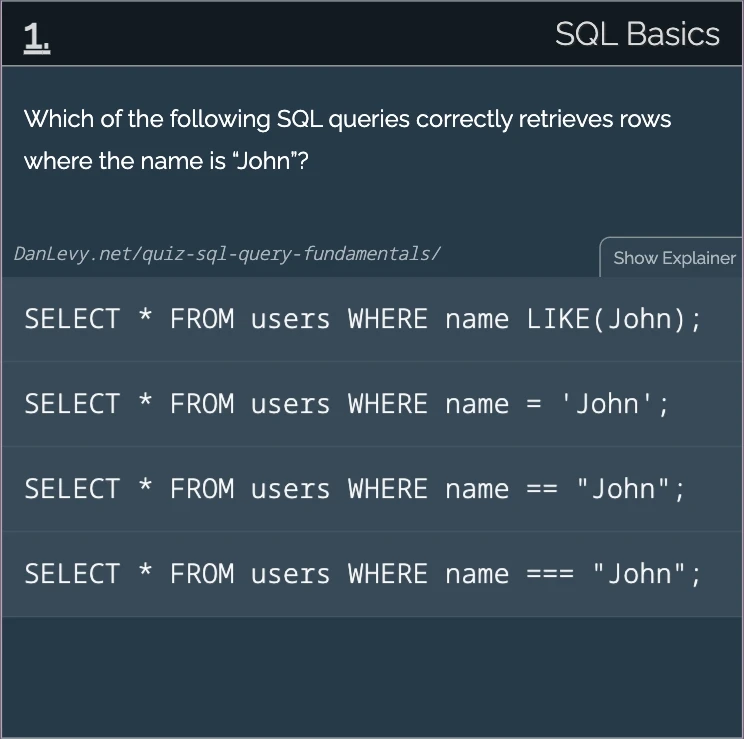 1.
SQL Basics
Which of the following SQL queries correctly retrieves rows
where the name is “John”?
DanLevy.net/quiz-sql-query-fundamentals/
Show Explainer
SELECT * FROM users WHERE name LIKE(John);
SELECT * FROM users WHERE name = 'John';
SELECT * FROM users WHERE name == "John";
SELECT * FROM users WHERE name === "John";